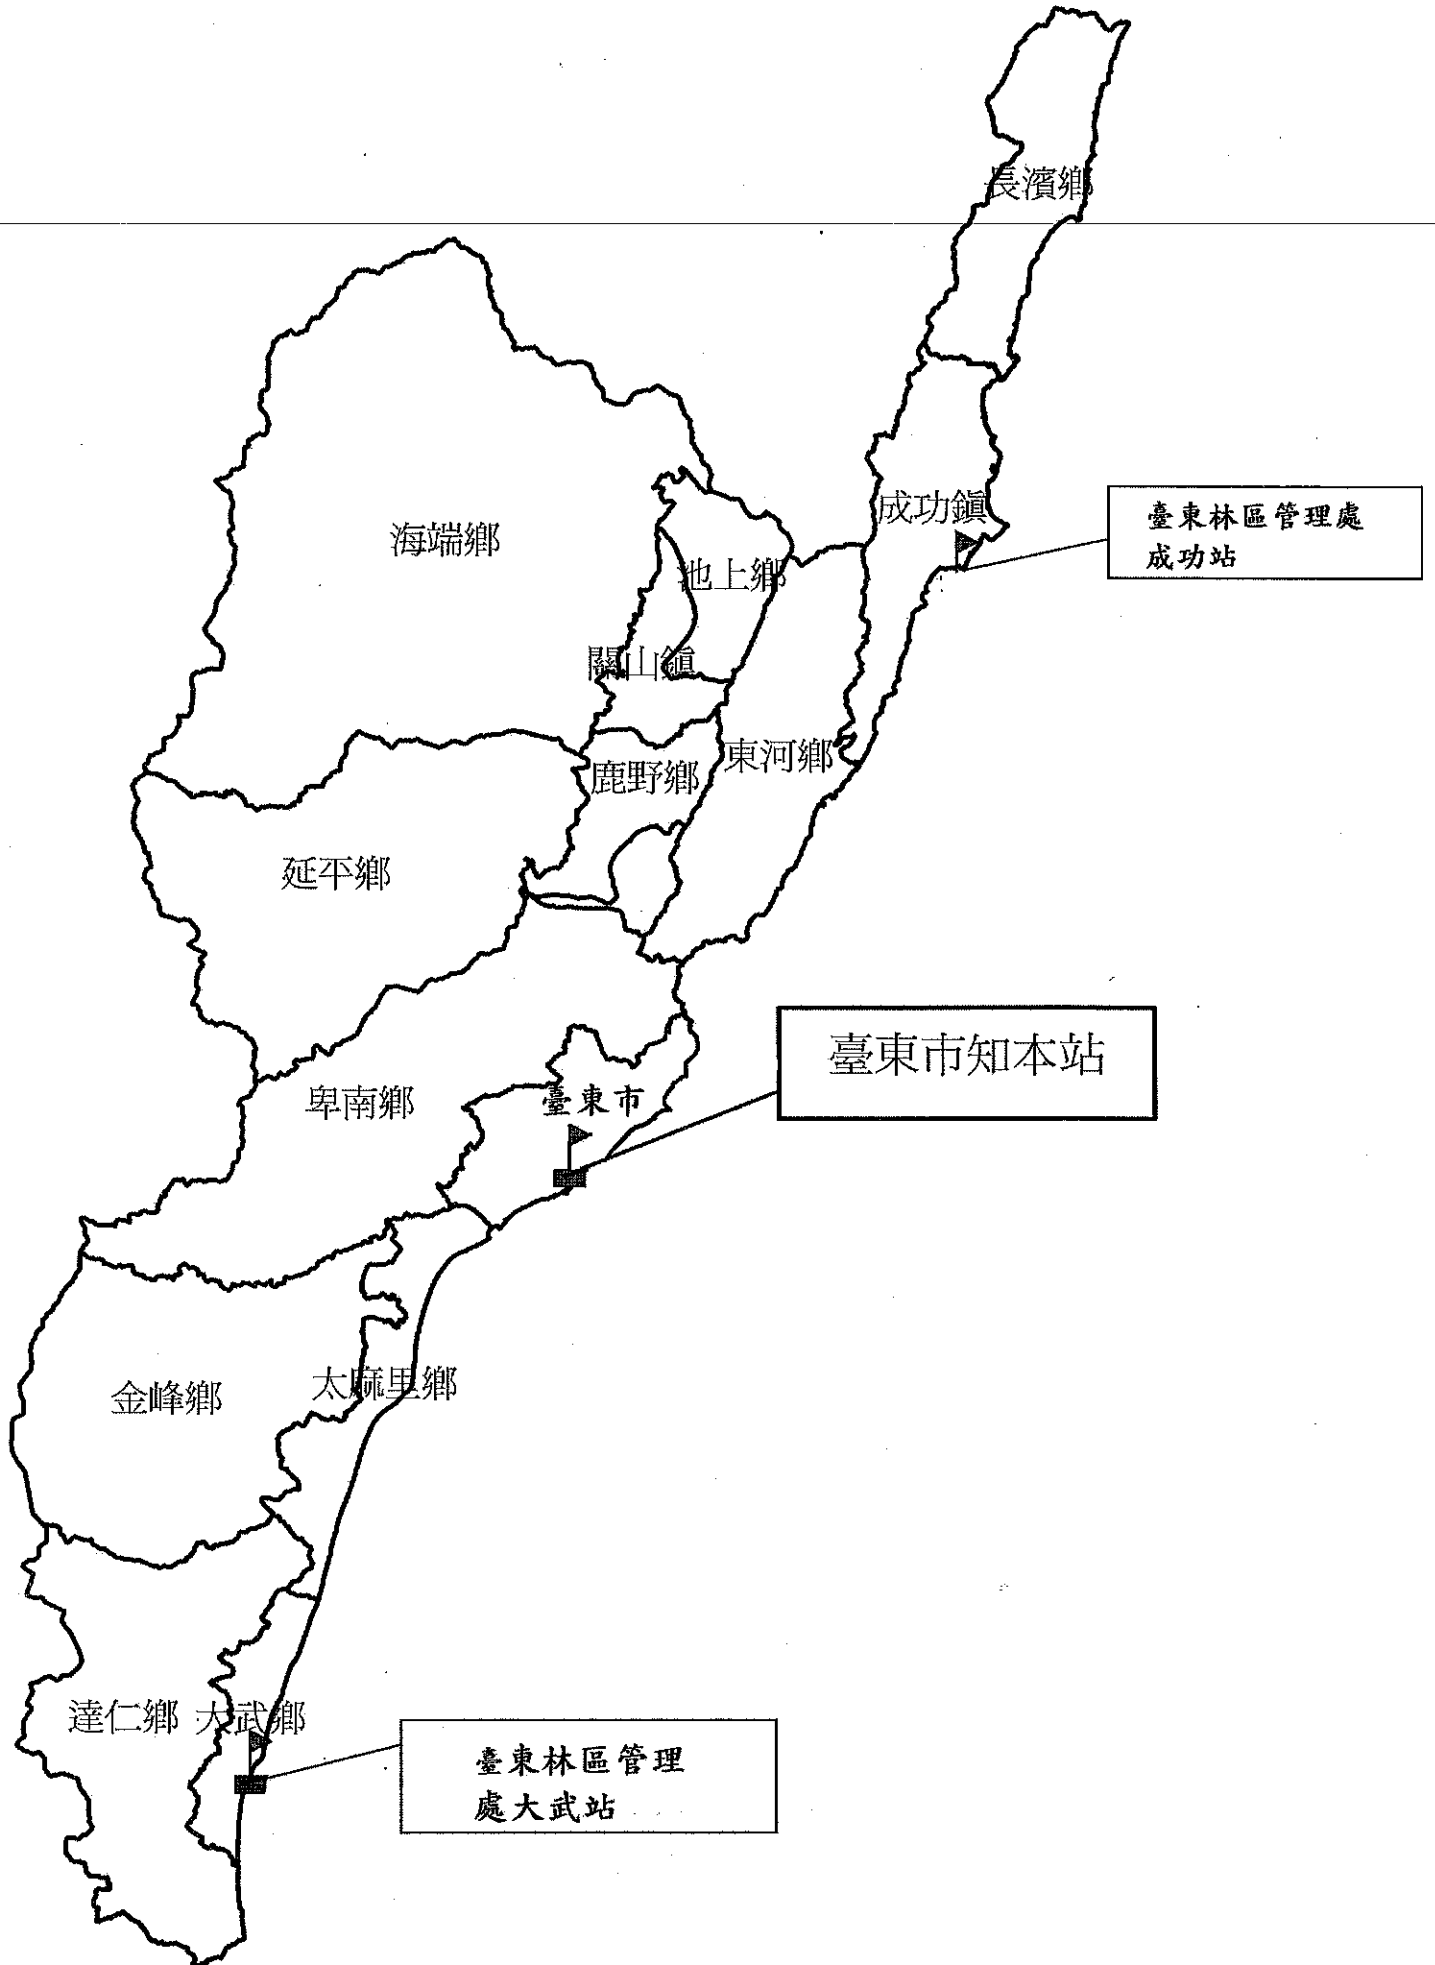 長濱鄉
成功鎮
臺東林區管理處
成功站
海端鄉
池上鄉
關山鎮
東河鄉
鹿野鄉
延平鄉
臺東市知本站
卑南鄉
臺東市
太麻里鄉
金峰鄉
達仁鄉
大武鄉
臺東林區管理
處大武站